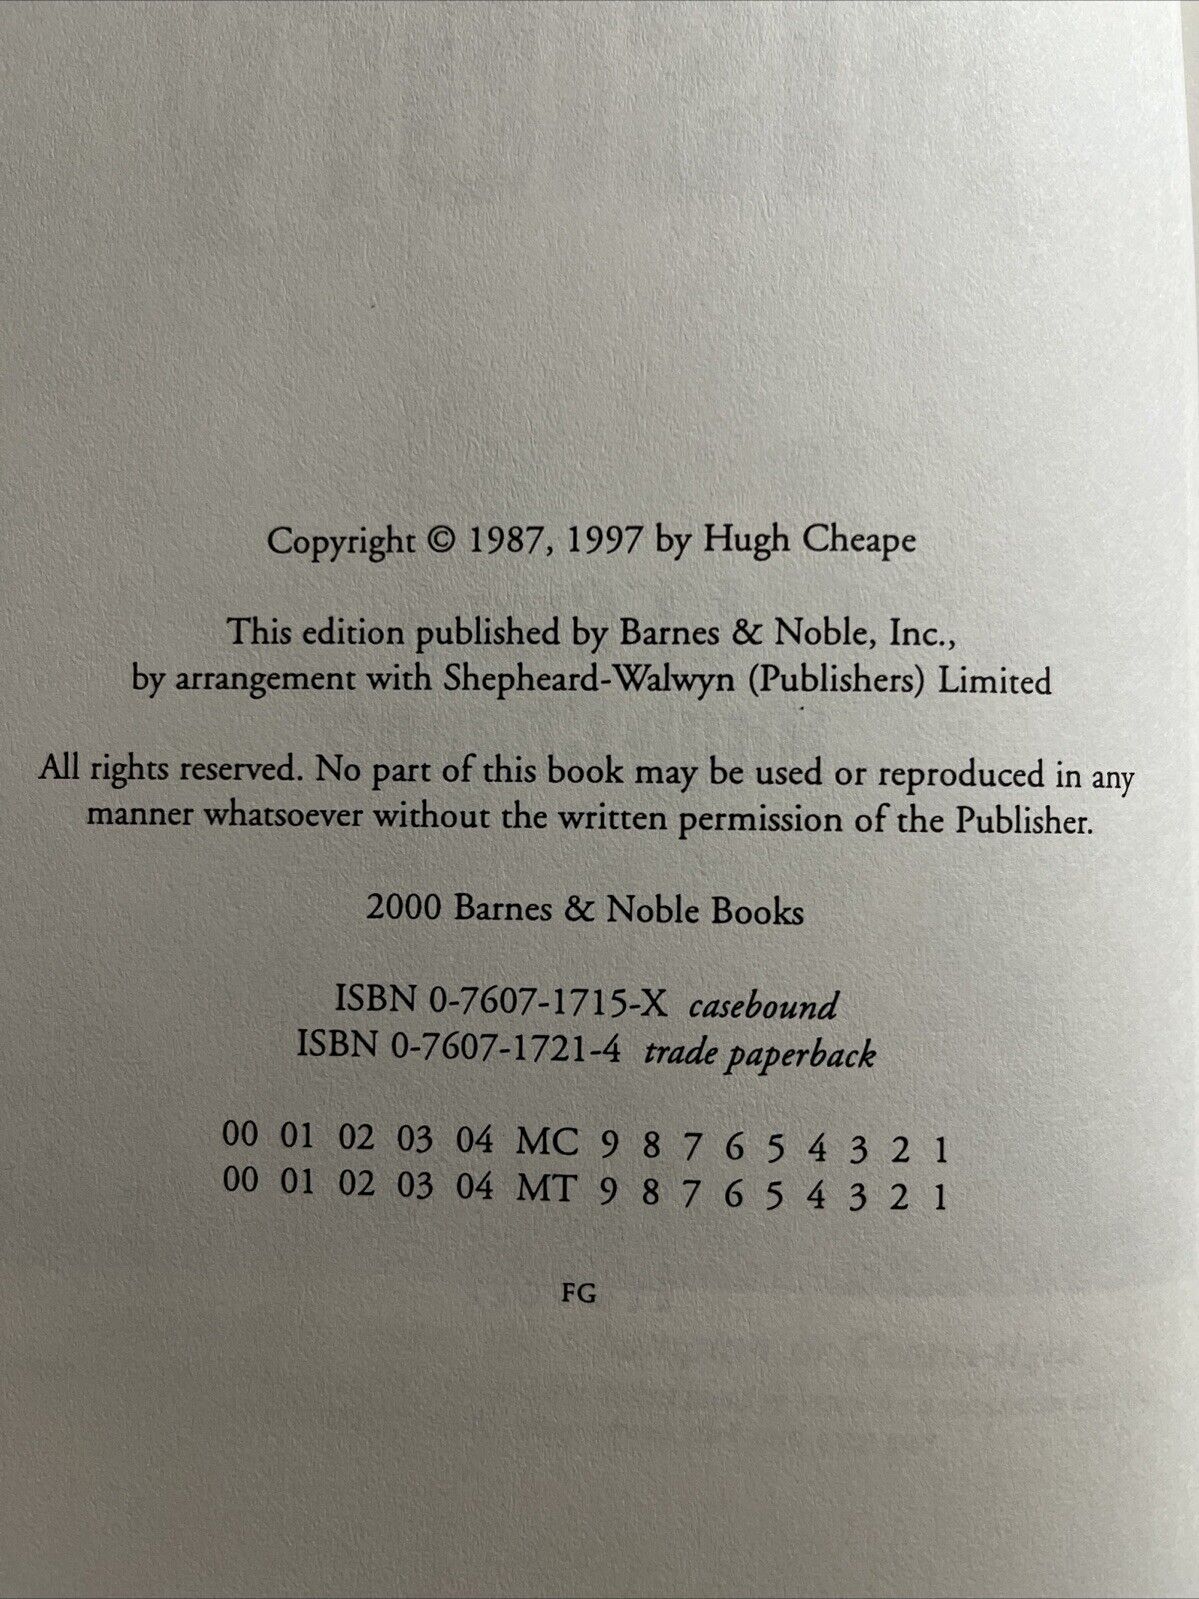 Copyright © 1987, 1997 by Hugh Cheape
This edition published by Barnes & Noble, Inc.,
by arrangement with Shepheard-Walwyn (Publishers) Limited
All rights reserved. No part of this book may be used or reproduced in any
manner whatsoever without the written permission of the Publisher.
2000 Barnes & Noble Books
ISBN 0-7607-1715-X casebound
ISBN 0-7607-1721-4 trade paperback
00 01 02 03 04 MC 9 8 7 6 5 4 3 2 1
00 01 02 03 04 MT 9 8 7 6 5 4 3 2 1
FG